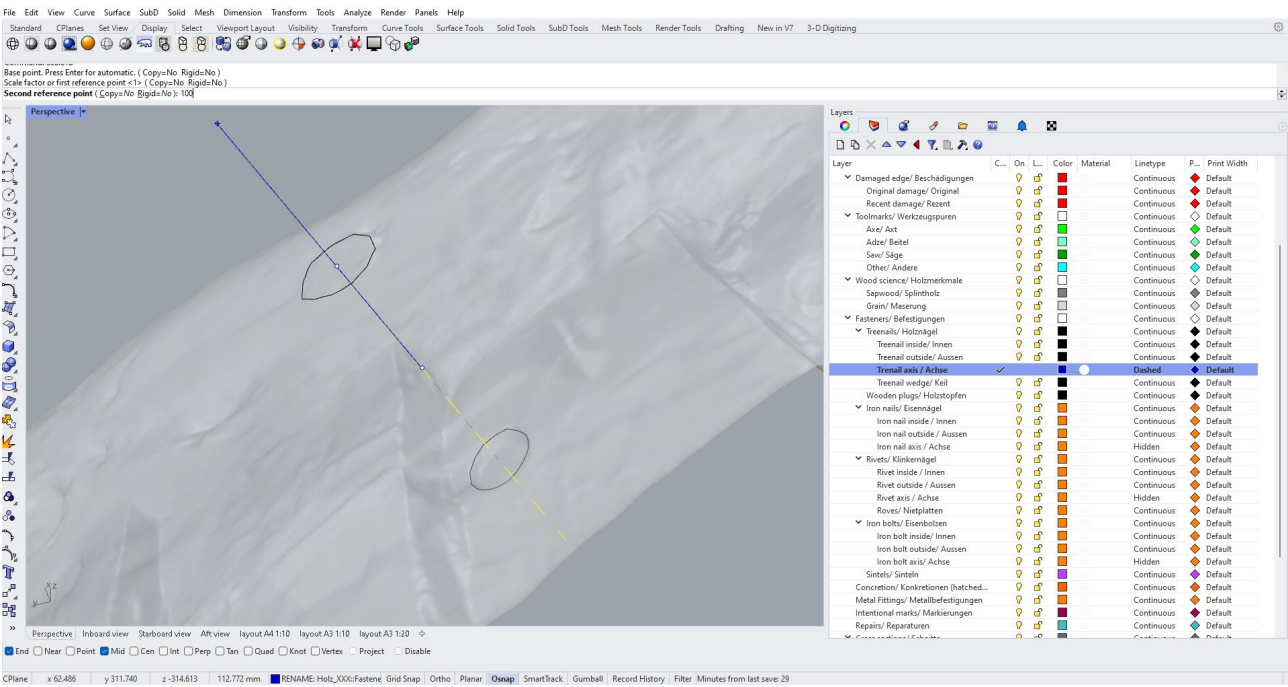 File Edit View Curve Surface SubD Solid Mesh Dimension Transform Tools Analyze Render Panels Help
Standard CPlanes Set View Display Select Viewport Layout Visibility Transform Curve Tools Surface Tools Solid Tools SubD Tools Mesh Tools Render Tools Drafting New in V7 3-D Digitizing
Base point. Press Enter for automatic. ( Copy=No Rigid=No )
Scale factor or first reference point <1> ( Copy=No Rigid=No )
Second reference point ( Copy=No Rigid=No ): 100
Perspective
Layers
Layer C... On L... Color Material Linetype P... Print Width
Damaged edge/ Beschädigungen Continuous Default
Original damage/ Original Continuous Default
Recent damage/ Rezent Continuous Default
Toolmarks/ Werkzeugspuren Continuous Default
Axe/ Axt Continuous Default
Adze/ Beitel Continuous Default
Saw/ Säge Continuous Default
Other/ Andere Continuous Default
Wood science/ Holzmerkmale Continuous Default
Sapwood/ Splintholz Continuous Default
Grain/ Maserung Continuous Default
Fasteners/ Befestigungen Continuous Default
Treenails/ Holznägel Continuous Default
Treenail inside/ Innen Continuous Default
Treenail outside/ Aussen Continuous Default
Trenail axis / Achse Dashed Default
Treenail wedge/ Keil Continuous Default
Wooden plugs/ Holzstopfen Continuous Default
Iron nails/ Eisennägel Continuous Default
Iron nail inside / Innen Continuous Default
Iron nail outside / Aussen Continuous Default
Iron nail axis / Achse Hidden Default
Rivets/ Klinkernägel Continuous Default
Rivet inside / Innen Continuous Default
Rivet outside / Aussen Continuous Default
Rivet axis / Achse Hidden Default
Roves/ Nietplatten Continuous Default
Iron bolts/ Eisenbolzen Continuous Default
Iron bolt inside/ Innen Continuous Default
Iron bolt outside/ Aussen Continuous Default
Iron bolt axis/ Achse Hidden Default
Sintels/ Sinteln Continuous Default
Concretion/ Konkretionen (hatched... Continuous Default
Metal Fittings/ Metallbefestigungen Continuous Default
Intentional marks/ Markierungen Continuous Default
Repairs/ Reparaturen Continuous Default
x z
y
Perspective Inboard view Starboard view Aft view layout A4 1:10 layout A3 1:10 layout A3 1:20
End Near Point Mid Cen Int Perp Tan Quad Knot Vertex Project Disable
CPlane x 62.486 y 311.740 z -314.613 112.772 mm RENAME: Holz_XXX::Fastene Grid Snap Ortho Planar Osnap SmartTrack Gumball Record History Filter Minutes from last save: 29